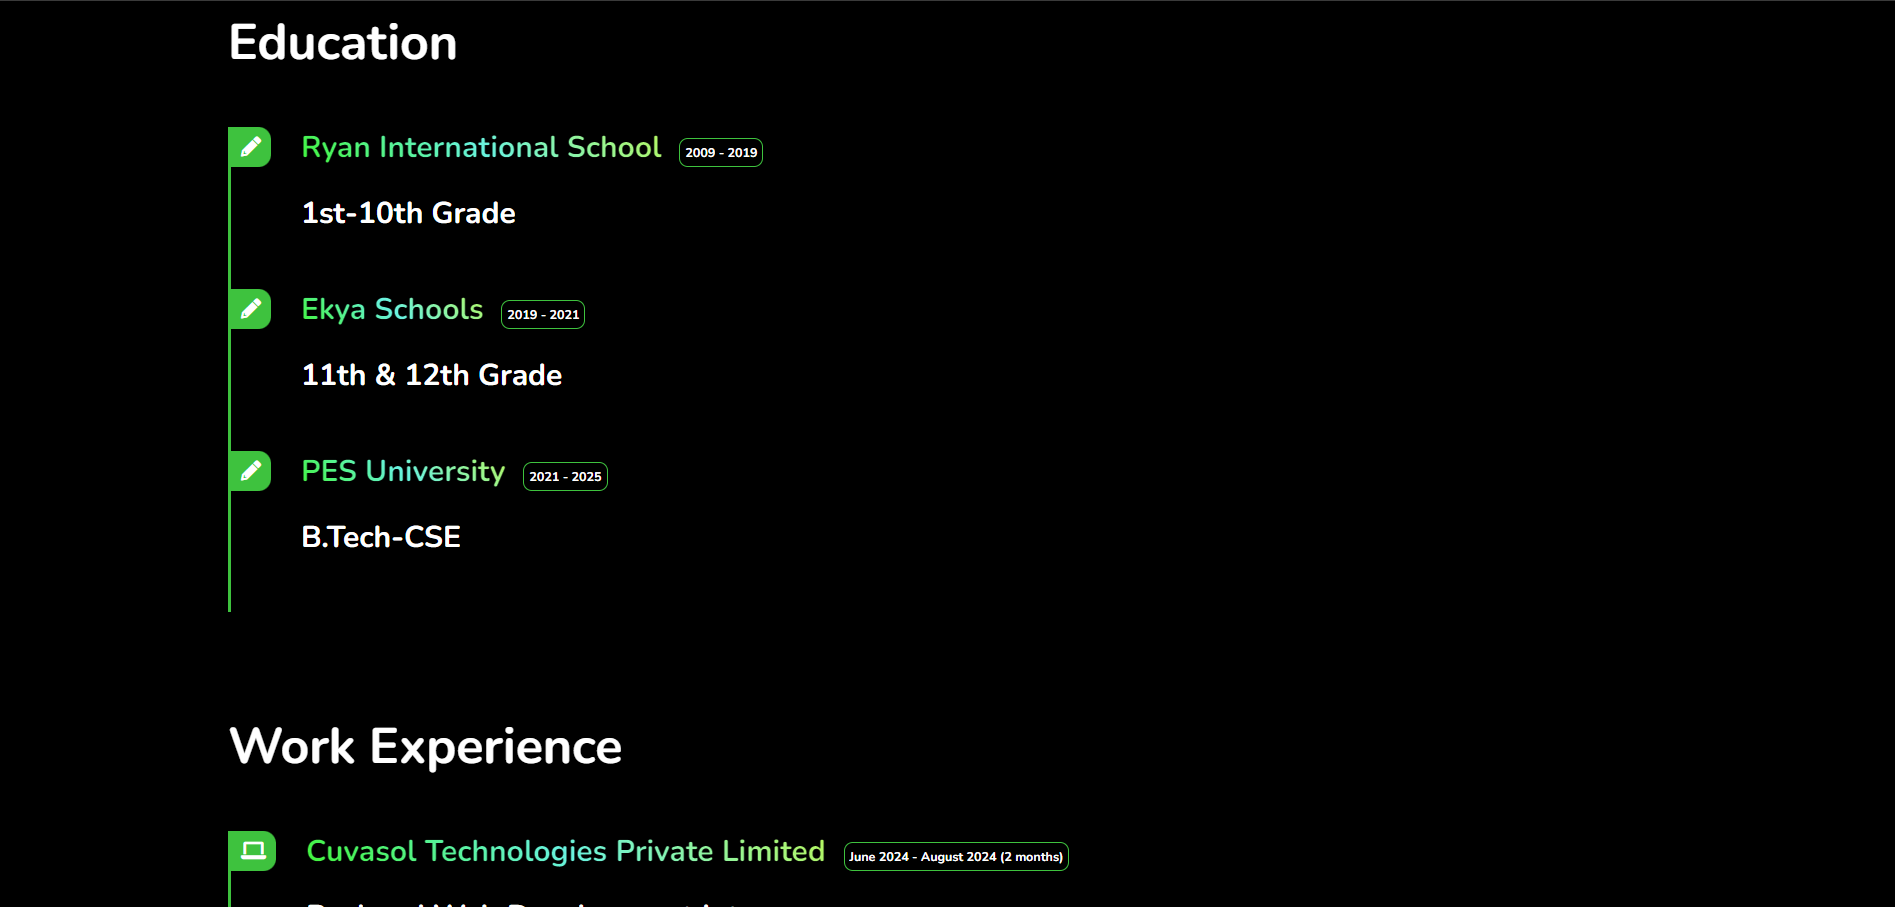 Education
Ryan International School 2009 - 2019
1st-10th Grade
Ekya Schools 2019 - 2021
11th & 12th Grade
PES University 2021 - 2025
B.Tech-CSE
Work Experience
Cuvasol Technologies Private Limited June 2024 - August 2024 (2 months)